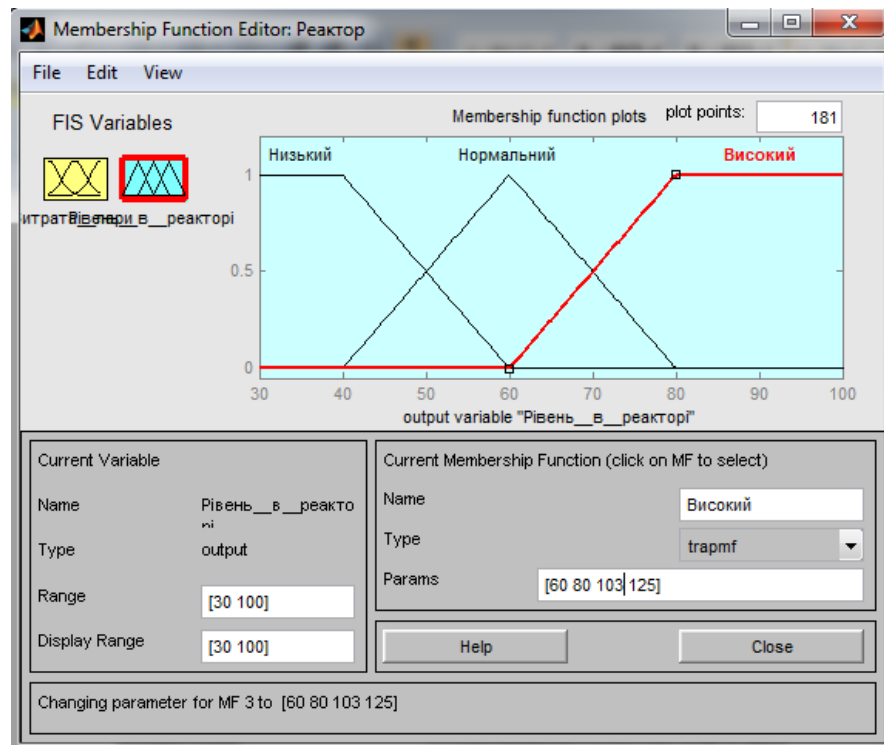 Membership Function Editor: Реактор
File Edit View
FIS Variables
Membership function plots
plot points:
181
Низький
Нормальний
Високий
1
0.5
0
30 40 50 60 70 80 90 100
в__реакторі
output variable "Рівень__в__реакторі"
Current Variable
Name
Рівень__в__реакто
рі
Type
output
Range
[30 100]
Display Range
[30 100]
Current Membership Function (click on MF to select)
Name
Високий
Type
trapmf
Params
[60 80 103 125]
Help
Close
Changing parameter for MF 3 to [60 80 103 125]